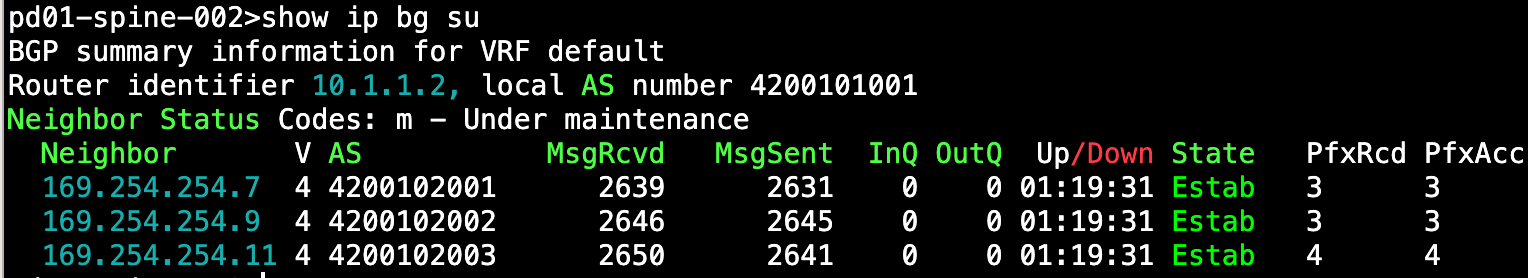 pd01-spine-002>show ip bg su
BGP summary information for VRF default
Router identifier 10.1.1.2, local AS number 4200101001
Neighbor Status Codes: m - Under maintenance
Neighbor V AS MsgRcvd MsgSent InQ OutQ Up/Down State PfxRcd PfxAcc
169.254.254.7 4 4200102001 2639 2631 0 0 01:19:31 Estab 3 3
169.254.254.9 4 4200102002 2646 2645 0 0 01:19:31 Estab 3 3
169.254.254.11 4 4200102003 2650 2641 0 0 01:19:31 Estab 4 4